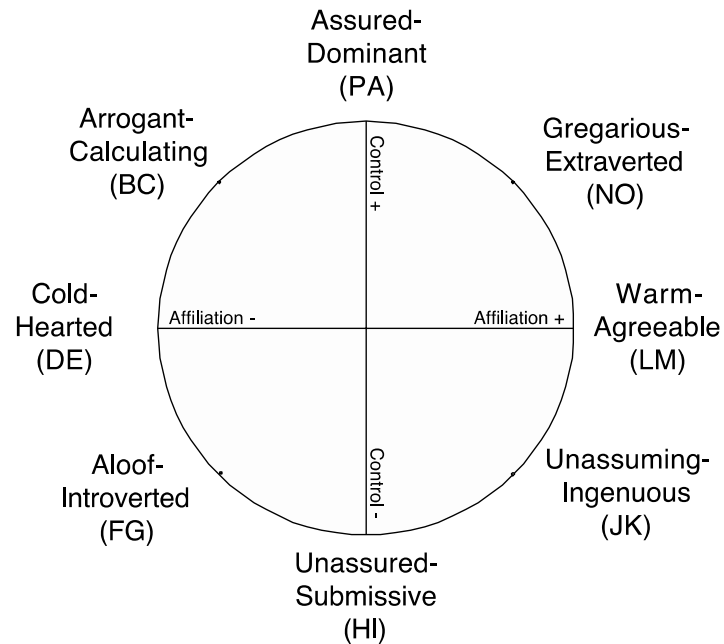 Assured-
Dominant
(PA)
Arrogant-
Calculating
(BC)
Gregarious-
Extraverted
(NO)
Control +
Cold-
Hearted
(DE)
Affiliation -
Affiliation +
Warm-
Agreeable
(LM)
Aloof-
Introverted
(FG)
Control -
Unassuming-
Ingenuous
(JK)
Unassured-
Submissive
(HI)